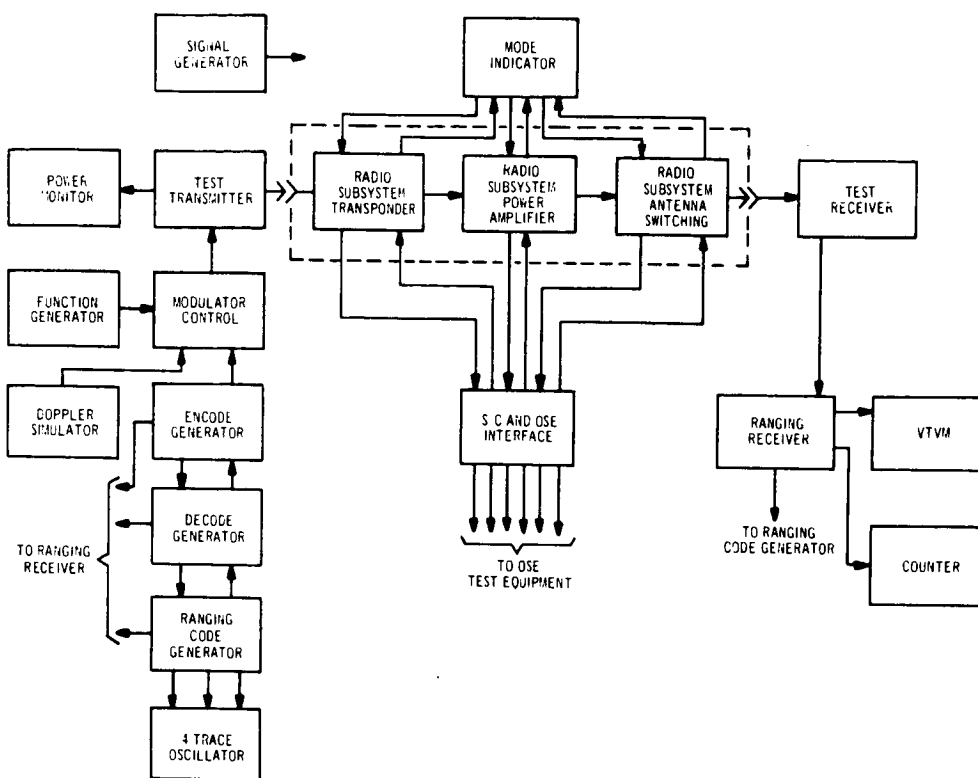 SIGNAL
GENERATOR
MODE
INDICATOR
POWER
MONITOR
TEST
TRANSMITTER
RADIO
SUBSYSTEM
TRANSPONDER
RADIO
SUBSYSTEM
POWER
AMPLIFIER
RADIO
SUBSYSTEM
ANTENNA
SWITCHING
TEST
RECEIVER
FUNCTION
GENERATOR
MODULATOR
CONTROL
DOPPLER
SIMULATOR
ENCODE
GENERATOR
S C AND OSE
INTERFACE
RANGING
RECEIVER
VTVM
DECODE
GENERATOR
TO RANGING
RECEIVER
TO OSE
TEST EQUIPMENT
TO RANGING
CODE GENERATOR
COUNTER
RANGING
CODE
GENERATOR
4 TRACE
OSCILLATOR